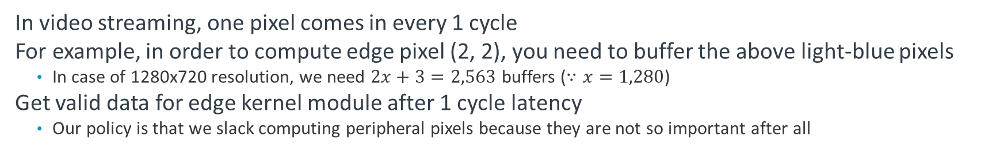 In video streaming, one pixel comes in every 1 cycle
For example, in order to compute edge pixel (2, 2), you need to buffer the above light-blue pixels
• In case of 1280x720 resolution, we need 2x + 3 = 2,563 buffers (∵ x = 1,280)
Get valid data for edge kernel module after 1 cycle latency
• Our policy is that we slack computing peripheral pixels because they are not so important after all